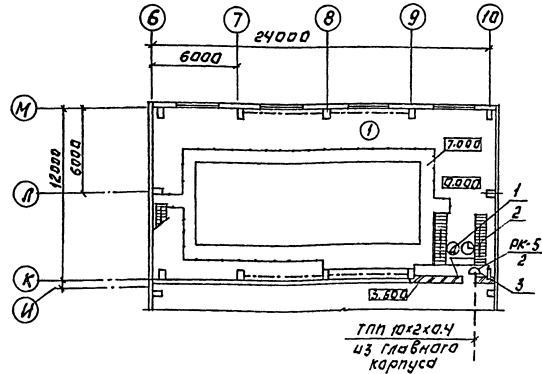 6 7 8 9 10
24000
6000
М
12000
6000
1
7.000
Л
0.000
1
2
РК-5
2
К
3
И
3.600
ТПП 10×2×0.4
из главного
корпуса